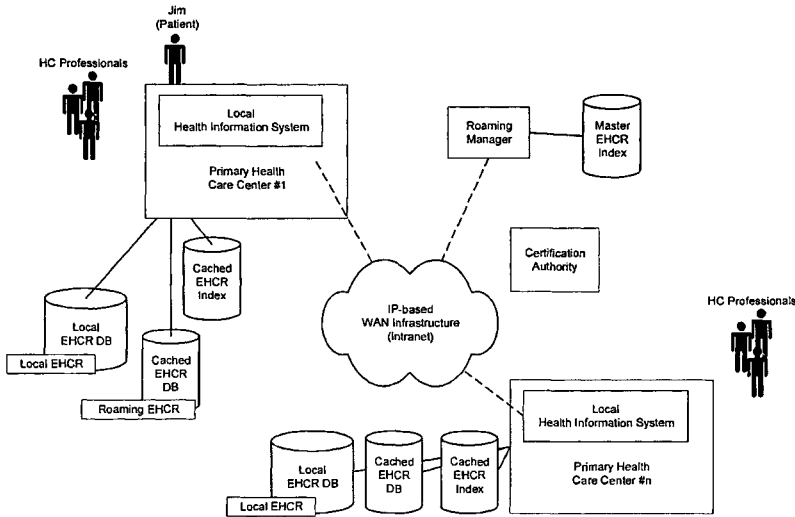 Jim
(Patient)
HC Professionals
Local
Health Information System
Primary Health
Care Center #1
Roaming
Manager
Master
EHCR
Index
Certification
Authority
Cached
EHCR
Index
Local
EHCR DB
Local EHCR
Cached
EHCR
DB
Roaming EHCR
IP-based
WAN Infrastructure
(Intranet)
HC Professionals
Local
Health Information System
Primary Health
Care Center #n
Local
EHCR DB
Local EHCR
Cached
EHCR
DB
Cached
EHCR
Index